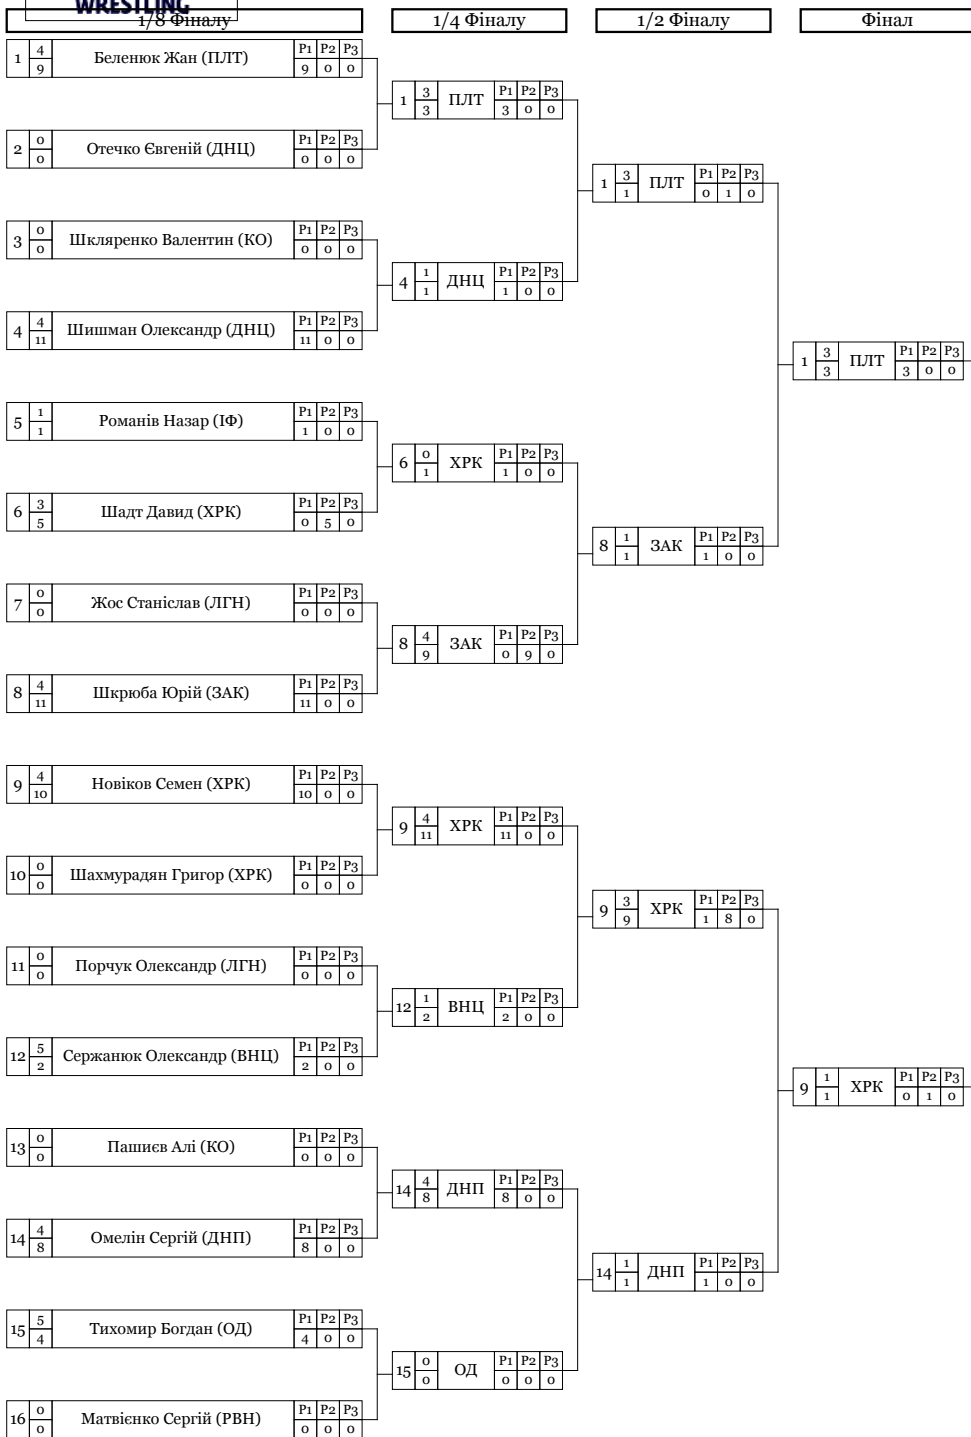 WRESTLING
1/8 Фіналу 1/4 Фіналу 1/2 Фіналу Фінал
1 4 9 Беленюк Жан (ПЛТ) P1 P2 P3 9 0 0
1 3 3 ПЛТ P1 P2 P3 3 0 0
2 0 0 Отечко Євгеній (ДНЦ) P1 P2 P3 0 0 0
1 3 1 ПЛТ P1 P2 P3 0 1 0
3 0 0 Шкляренко Валентин (КО) P1 P2 P3 0 0 0
4 1 1 ДНЦ P1 P2 P3 1 0 0
4 4 11 Шишман Олександр (ДНЦ) P1 P2 P3 11 0 0
1 3 3 ПЛТ P1 P2 P3 3 0 0
5 1 1 Романів Назар (ІФ) P1 P2 P3 1 0 0
6 0 1 ХРК P1 P2 P3 1 0 0
6 3 5 Шадт Давид (ХРК) P1 P2 P3 0 5 0
8 1 1 ЗАК P1 P2 P3 1 0 0
7 0 0 Жос Станіслав (ЛГН) P1 P2 P3 0 0 0
8 4 9 ЗАК P1 P2 P3 0 9 0
8 4 11 Шкрюба Юрій (ЗАК) P1 P2 P3 11 0 0
9 4 10 Новіков Семен (ХРК) P1 P2 P3 10 0 0
9 4 11 ХРК P1 P2 P3 11 0 0
10 0 0 Шахмурадян Григор (ХРК) P1 P2 P3 0 0 0
9 3 9 ХРК P1 P2 P3 1 8 0
11 0 0 Порчук Олександр (ЛГН) P1 P2 P3 0 0 0
12 1 2 ВНЦ P1 P2 P3 2 0 0
12 5 2 Сержанюк Олександр (ВНЦ) P1 P2 P3 2 0 0
9 1 1 ХРК P1 P2 P3 0 1 0
13 0 0 Пашиєв Алі (КО) P1 P2 P3 0 0 0
14 4 8 ДНП P1 P2 P3 8 0 0
14 4 8 Омелін Сергій (ДНП) P1 P2 P3 8 0 0
14 1 1 ДНП P1 P2 P3 1 0 0
15 5 4 Тихомир Богдан (ОД) P1 P2 P3 4 0 0
15 0 0 ОД P1 P2 P3 0 0 0
16 0 0 Матвієнко Сергій (РВН) P1 P2 P3 0 0 0